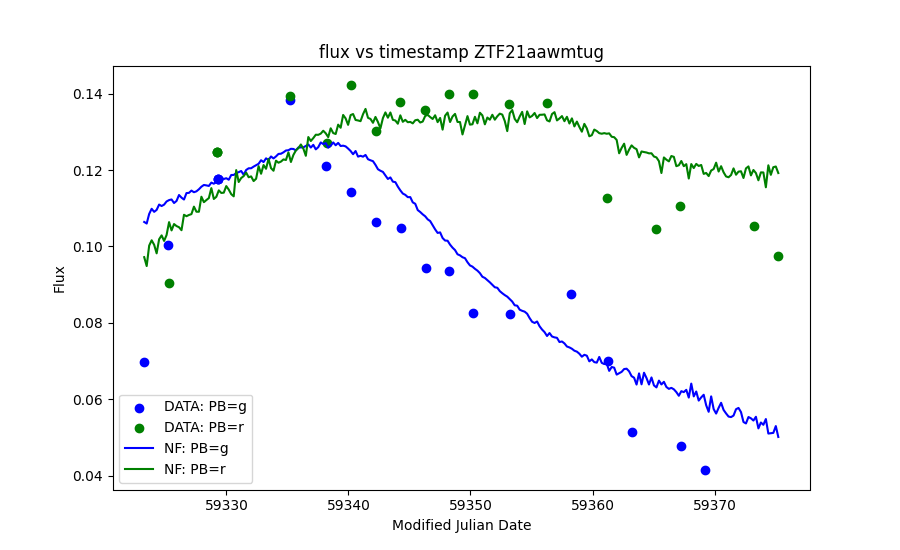 flux vs timestamp ZTF21aawmtug
0.14
0.12
0.10
0.08
0.06
0.04
Flux
DATA: PB=g
DATA: PB=r
NF: PB=g
NF: PB=r
59330 59340 59350 59360 59370
Modified Julian Date